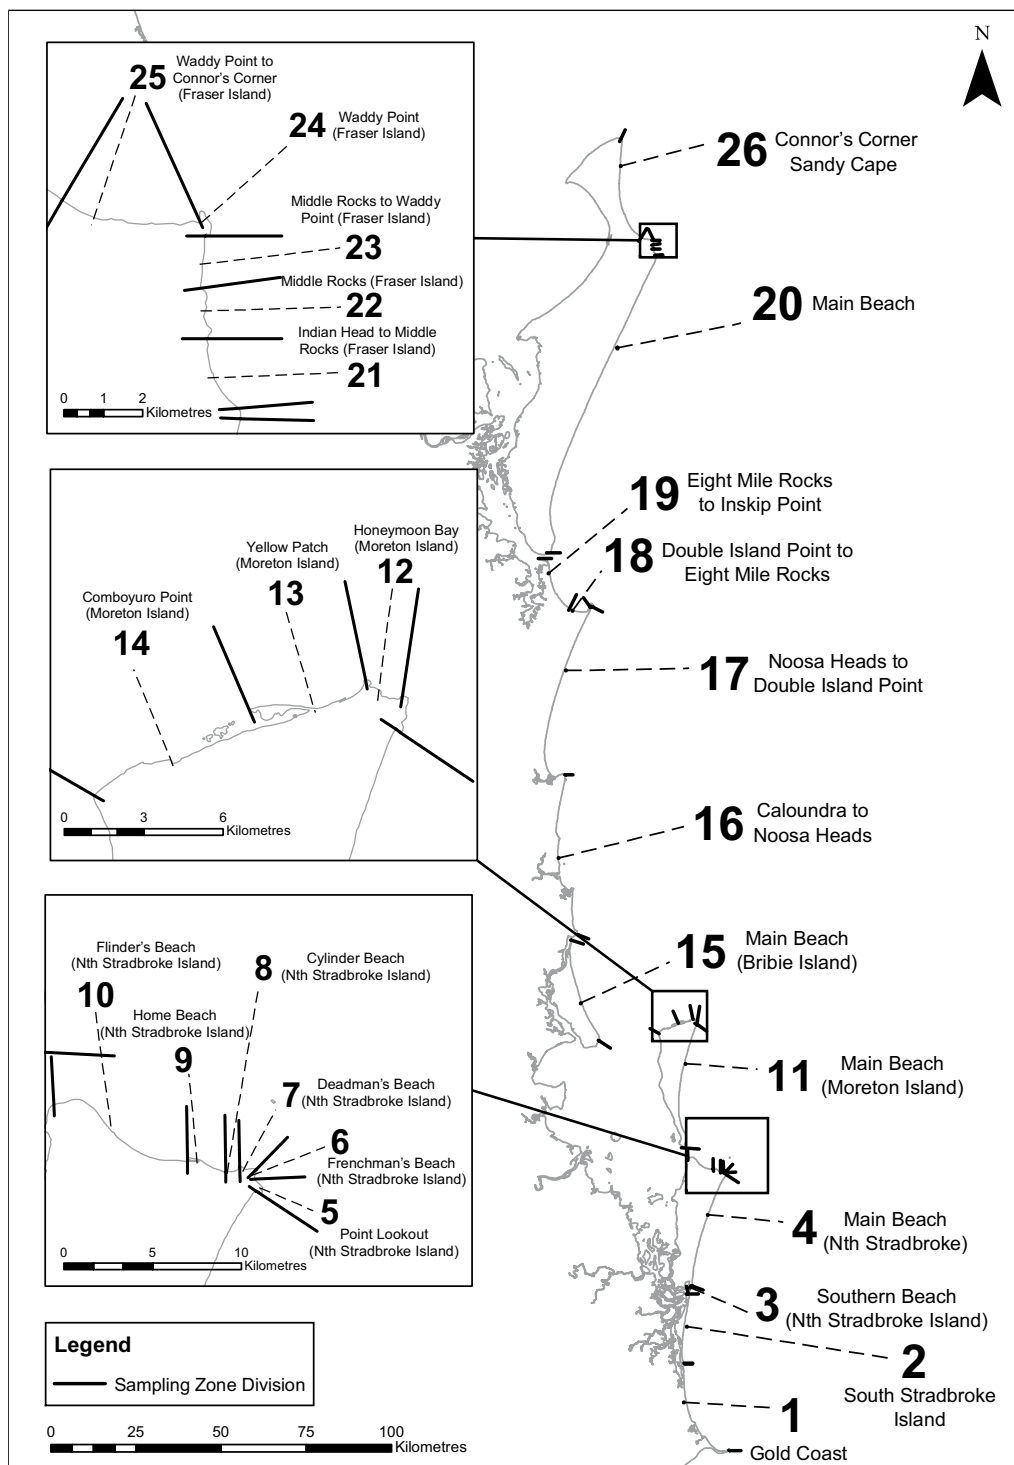 N
25
Waddy Point to
Connor's Corner
(Fraser Island)
24
Waddy Point
(Fraser Island)
Middle Rocks to Waddy
Point (Fraser Island)
23
Middle Rocks (Fraser Island)
22
Indian Head to Middle
Rocks (Fraser Island)
21
0 1 2
Kilometres
26
Connor's Corner
Sandy Cape
20 Main Beach
19 Eight Mile Rocks
to Inskip Point
18 Double Island Point to
Eight Mile Rocks
17 Noosa Heads to
Double Island Point
16 Caloundra to
Noosa Heads
15 Main Beach
(Bribie Island)
Honeymoon Bay
(Moreton Island)
12
Yellow Patch
(Moreton Island)
13
Comboyuro Point
(Moreton Island)
14
0 3 6
Kilometres
11 Main Beach
(Moreton Island)
4 Main Beach
(Nth Stradbroke)
3 Southern Beach
(Nth Stradbroke Island)
2
South Stradbroke
Island
1
Gold Coast
Flinder's Beach
(Nth Stradbroke Island)
10
Home Beach
(Nth Stradbroke Island)
9
8 Cylinder Beach
(Nth Stradbroke Island)
7 Deadman's Beach
(Nth Stradbroke Island)
6
Frenchman's Beach
(Nth Stradbroke Island)
5
Point Lookout
(Nth Stradbroke Island)
0 5 10
Kilometres
Legend
Sampling Zone Division
0 25 50 75 100
Kilometres